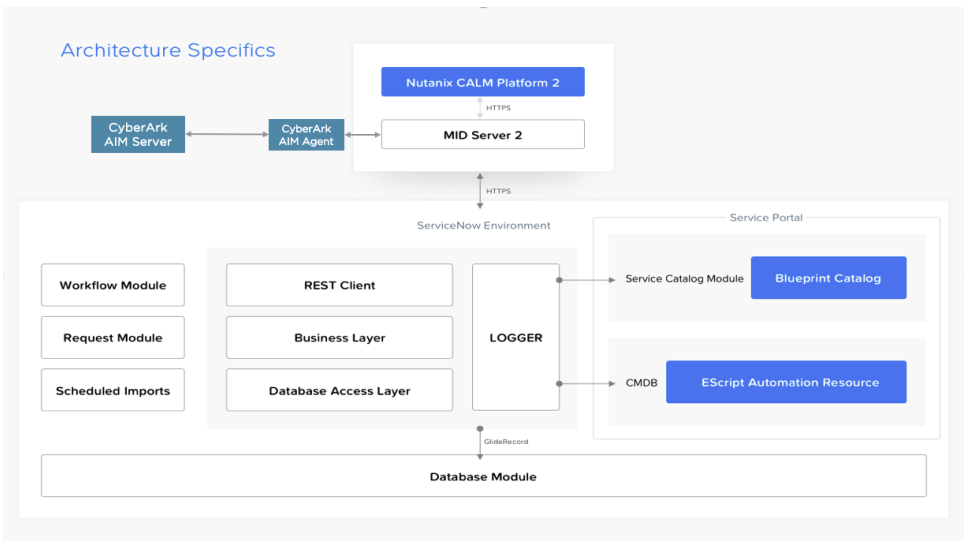 Architecture Specifics
Nutanix CALM Platform 2
HTTPS
CyberArk
AIM Server
CyberArk
AIM Agent
MID Server 2
HTTPS
ServiceNow Environment
Service Portal
Workflow Module
REST Client
LOGGER
Service Catalog Module
Blueprint Catalog
Request Module
Business Layer
Scheduled Imports
Database Access Layer
CMDB
EScript Automation Resource
GlideRecord
Database Module